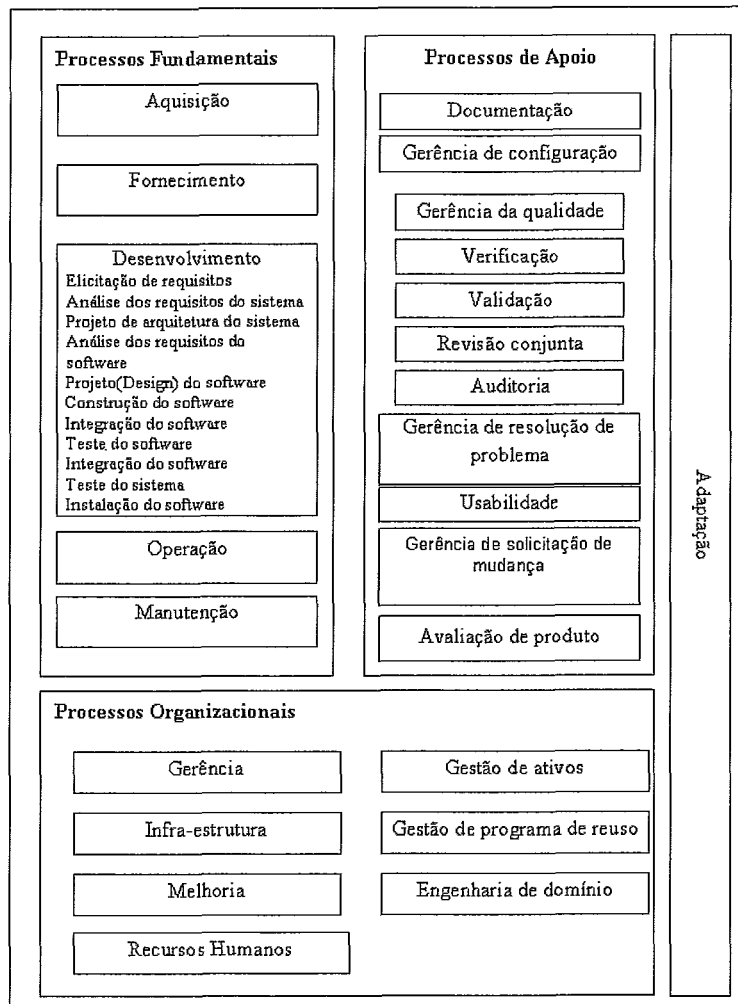 Processos Fundamentais
Aquisição
Fornecimento
Desenvolvimento
Elicitação de requisitos
Análise dos requisitos do sistema
Projeto de arquitetura do sistema
Análise dos requisitos do
software
Projeto(Design) do software
Construção do software
Integração do software
Teste do software
Integração do software
Teste do sistema
Instalação do software
Operação
Manutenção
Processos de Apoio
Documentação
Gerência de configuração
Gerência da qualidade
Verificação
Validação
Revisão conjunta
Auditoria
Gerência de resolução de
problema
Usabilidade
Gerência de solicitação de
mudança
Avaliação de produto
Adaptação
Processos Organizacionais
Gerência
Infra-estrutura
Melhoria
Recursos Humanos
Gestão de ativos
Gestão de programa de reuso
Engenharia de domínio